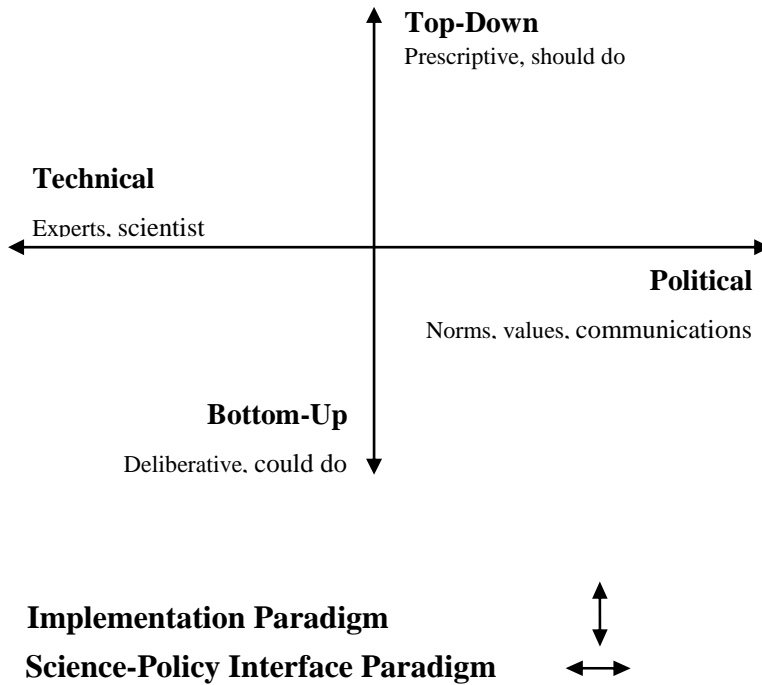 Top-Down
Prescriptive, should do
Technical
Experts, scientist
Political
Norms, values, communications
Bottom-Up
Deliberative, could do
Implementation Paradigm
Science-Policy Interface Paradigm